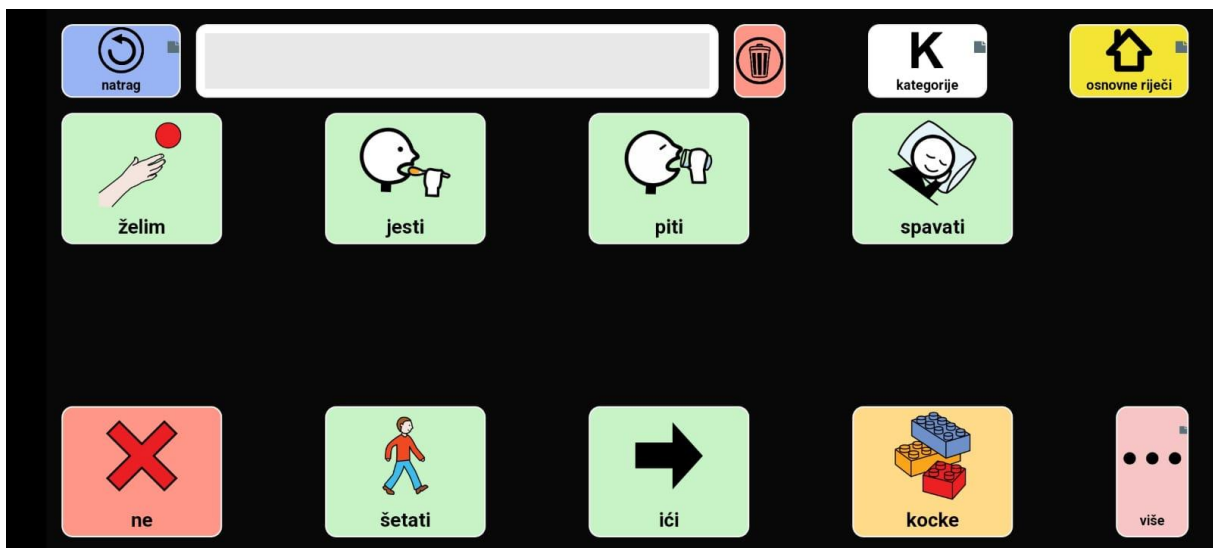 natrag
K
kategorije
osnovne riječi
želim
jesti
piti
spavati
ne
šetati
ići
kocke
više